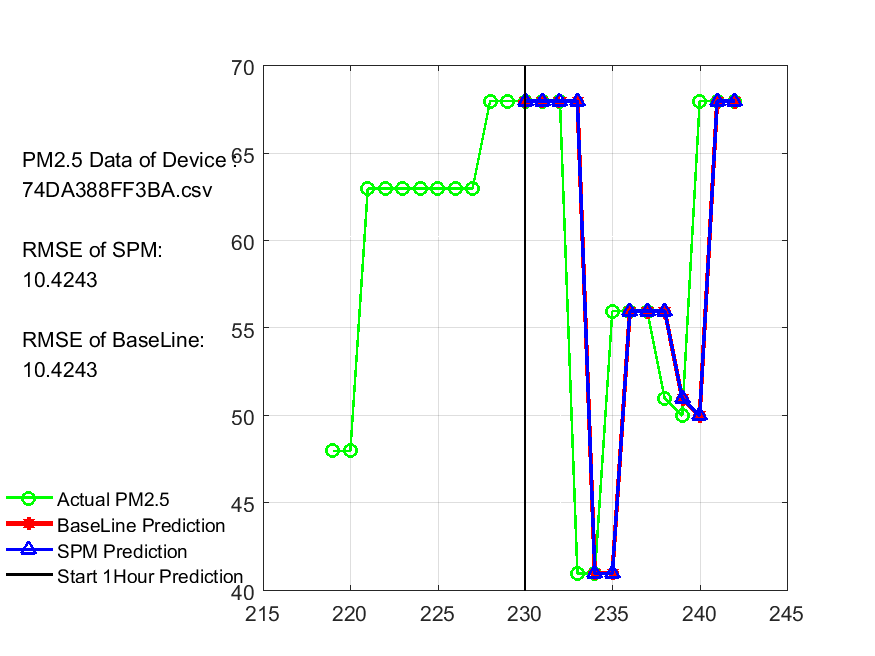 PM2.5 Data of Device :
74DA388FF3BA.csv
RMSE of SPM:
10.4243
RMSE of BaseLine:
10.4243
Actual PM2.5
BaseLine Prediction
SPM Prediction
Start 1Hour Prediction
70
65
60
55
50
45
40
215 220 225 230 235 240 245